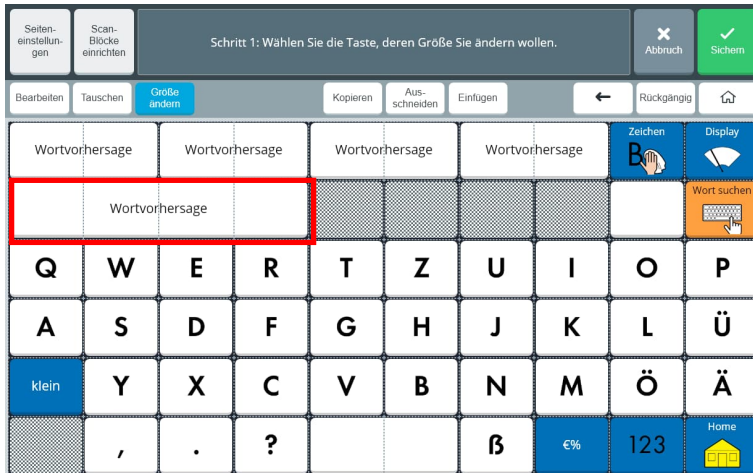 Seiten-
einstellun-
gen
Scan-
Blöcke
einrichten
Schritt 1: Wählen Sie die Taste, deren Größe Sie ändern wollen.
Abbruch
Sichern
Bearbeiten
Tauschen
Größe
ändern
Kopieren
Aus-
schneiden
Einfügen
Rückgängig
Wortvorhersage Wortvorhersage Wortvorhersage Wortvorhersage
Zeichen
B
Display
Wortvorhersage
Wort suchen
Q W E R T Z U I O P
A S D F G H J K L Ü
klein Y X C V B N M Ö Ä
, . ? ß €% 123 Home